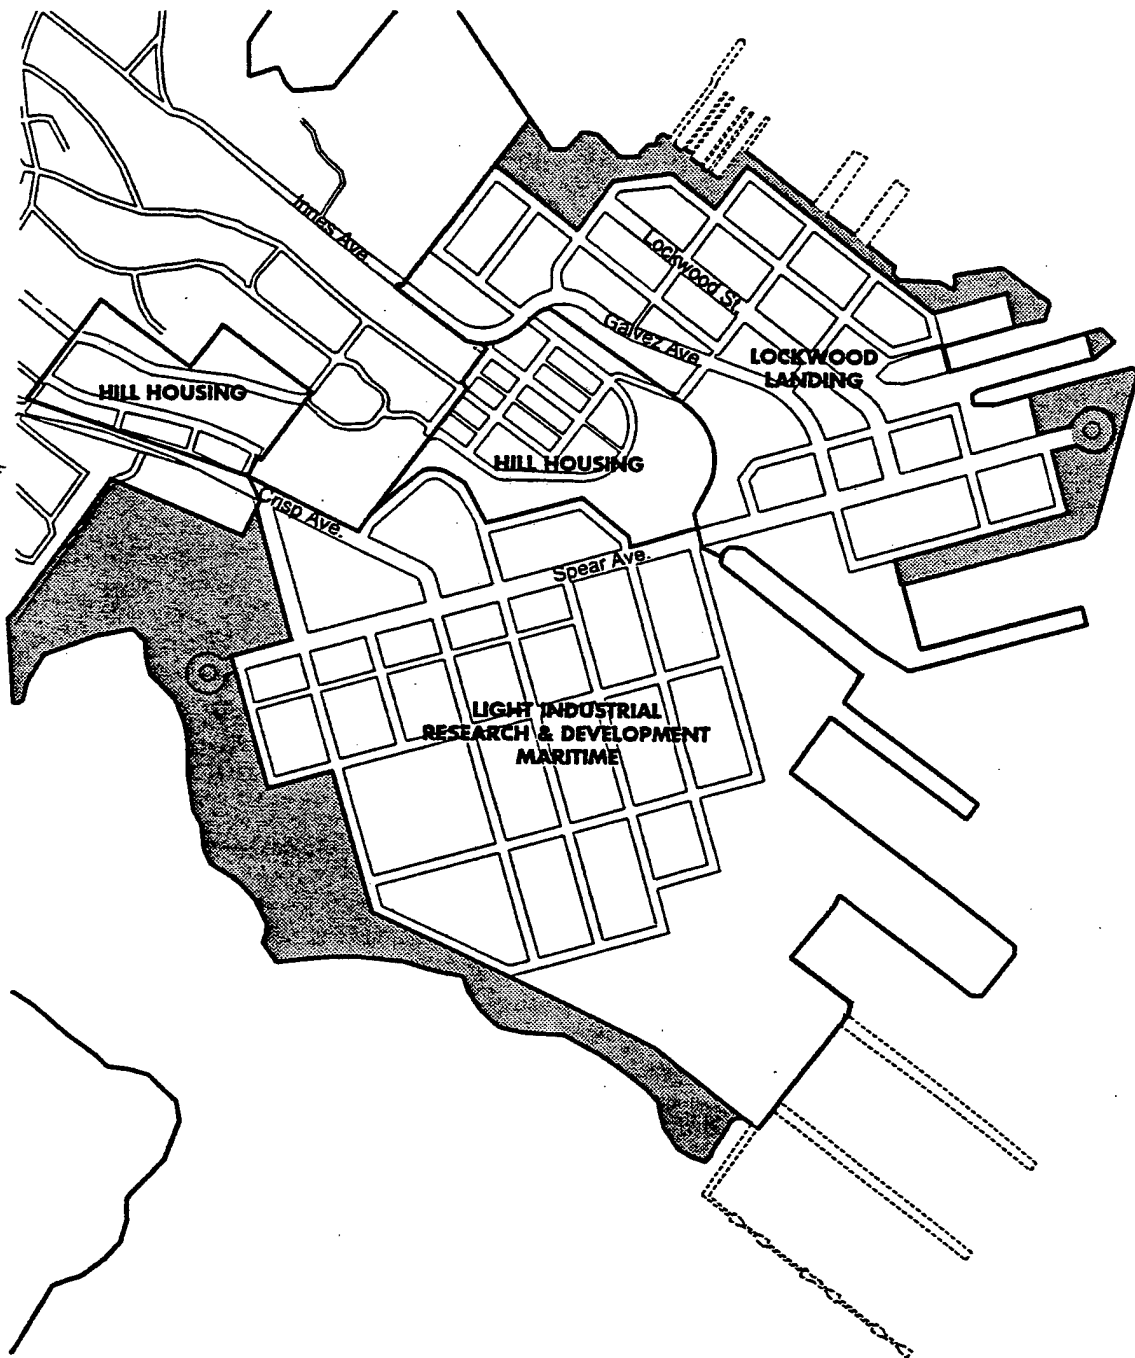 Innes Ave.
Lockwood St.
Galvez Ave.
LOCKWOOD
LANDING
HILL HOUSING
HILL HOUSING
Crisp Ave.
Spear Ave.
LIGHT INDUSTRIAL
RESEARCH & DEVELOPMENT
MARITIME